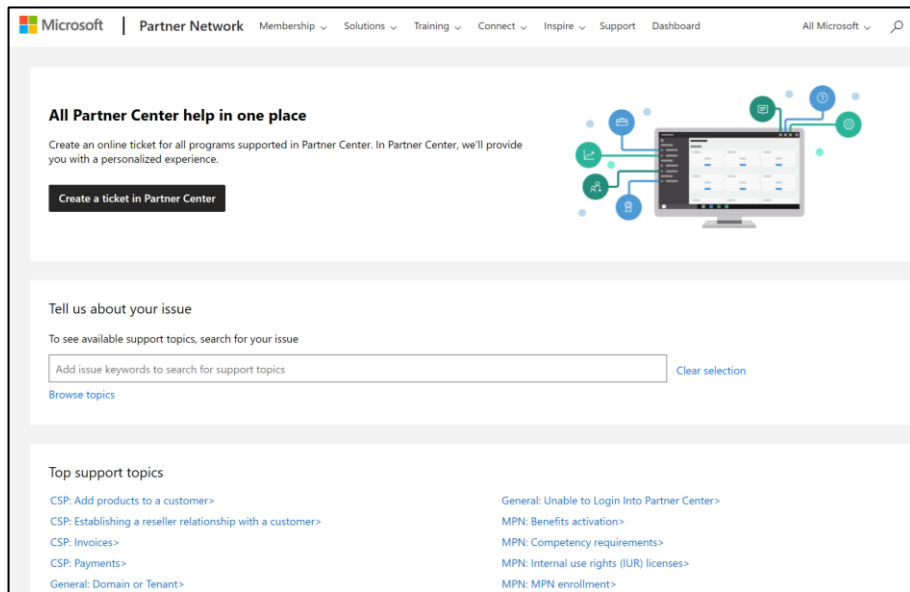 Microsoft | Partner Network Membership Solutions Training Connect Inspire Support Dashboard All Microsoft
All Partner Center help in one place
Create an online ticket for all programs supported in Partner Center. In Partner Center, we'll provide
you with a personalized experience.
Create a ticket in Partner Center
Tell us about your issue
To see available support topics, search for your issue
Add issue keywords to search for support topics
Clear selection
Browse topics
Top support topics
CSP: Add products to a customer>
CSP: Establishing a reseller relationship with a customer>
CSP: Invoices>
CSP: Payments>
General: Domain or Tenant>
General: Unable to Login Into Partner Center>
MPN: Benefits activation>
MPN: Competency requirements>
MPN: Internal use rights (IUR) licenses>
MPN: MPN enrollment>